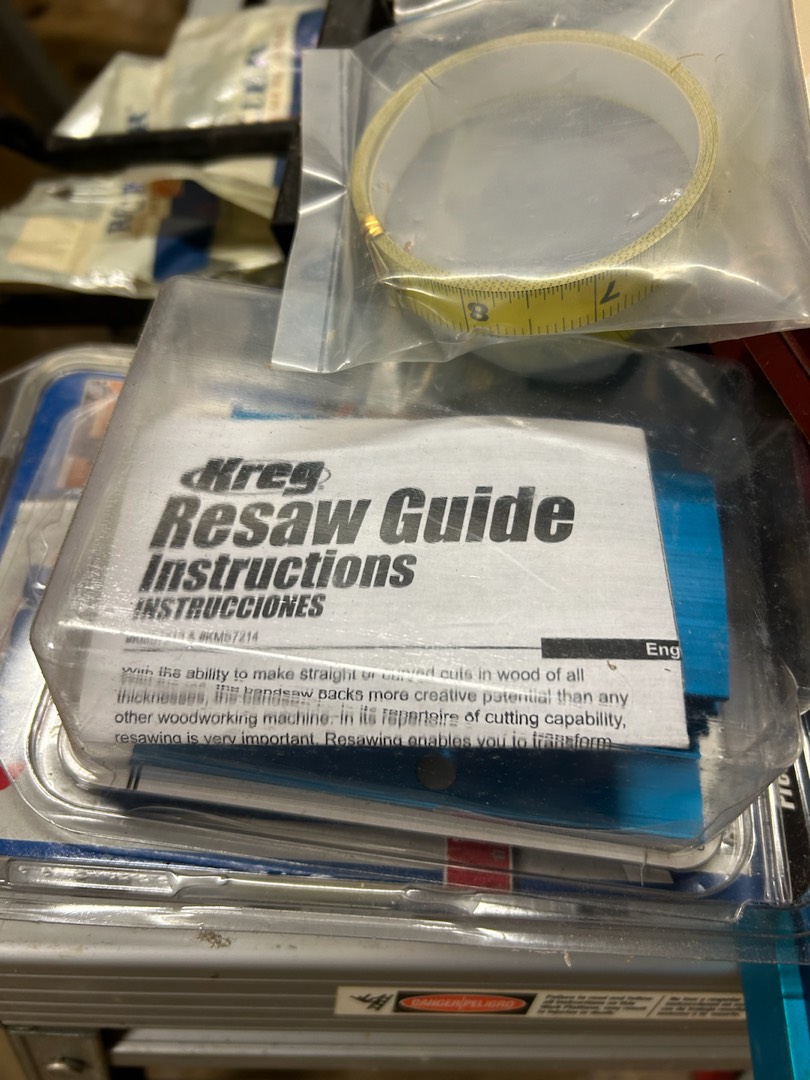 8
7
Kreg
Resaw Guide
Instructions
INSTRUCCIONES
& #KMS7214
Eng
With the ability to make straight or curved cuts in wood of all
thicknesses, the bandsaw packs more creative potential than any
other woodworking machine. In its repertoire of cutting capability,
resawing is very important. Resawing enables you to transform
DANGER/PELIGRO